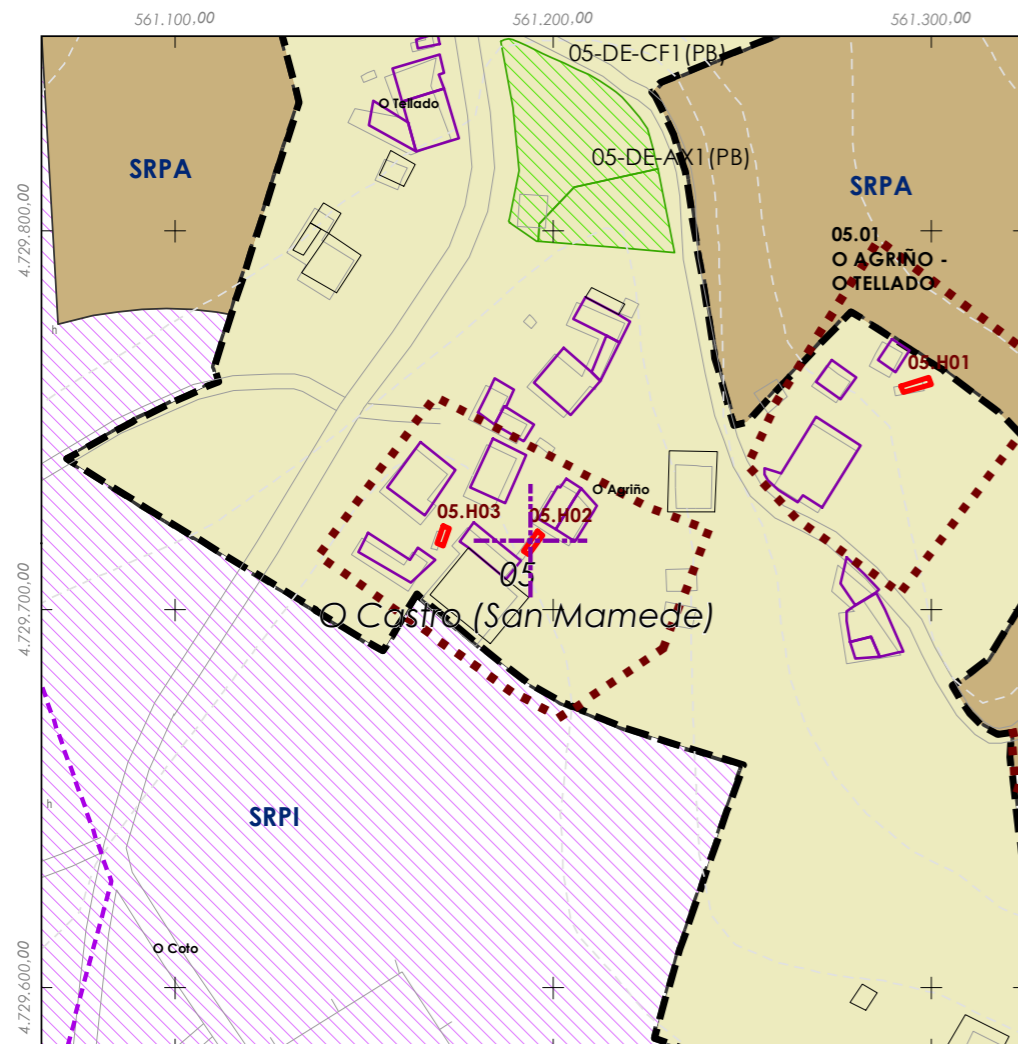 561.100,00
561.200,00
561.300,00
05-DE-CF1(PB)
O Tellado
05-DE-AX1(PB)
SRPA
SRPA
4.729.800,00
05.01
O AGRIÑO -
O TELLADO
h
05.H01
O Agriño
05.H03
05.H02
05
O Castro (San Mamede)
4.729.700,00
h
SRPI
O Coto
4.729.600,00